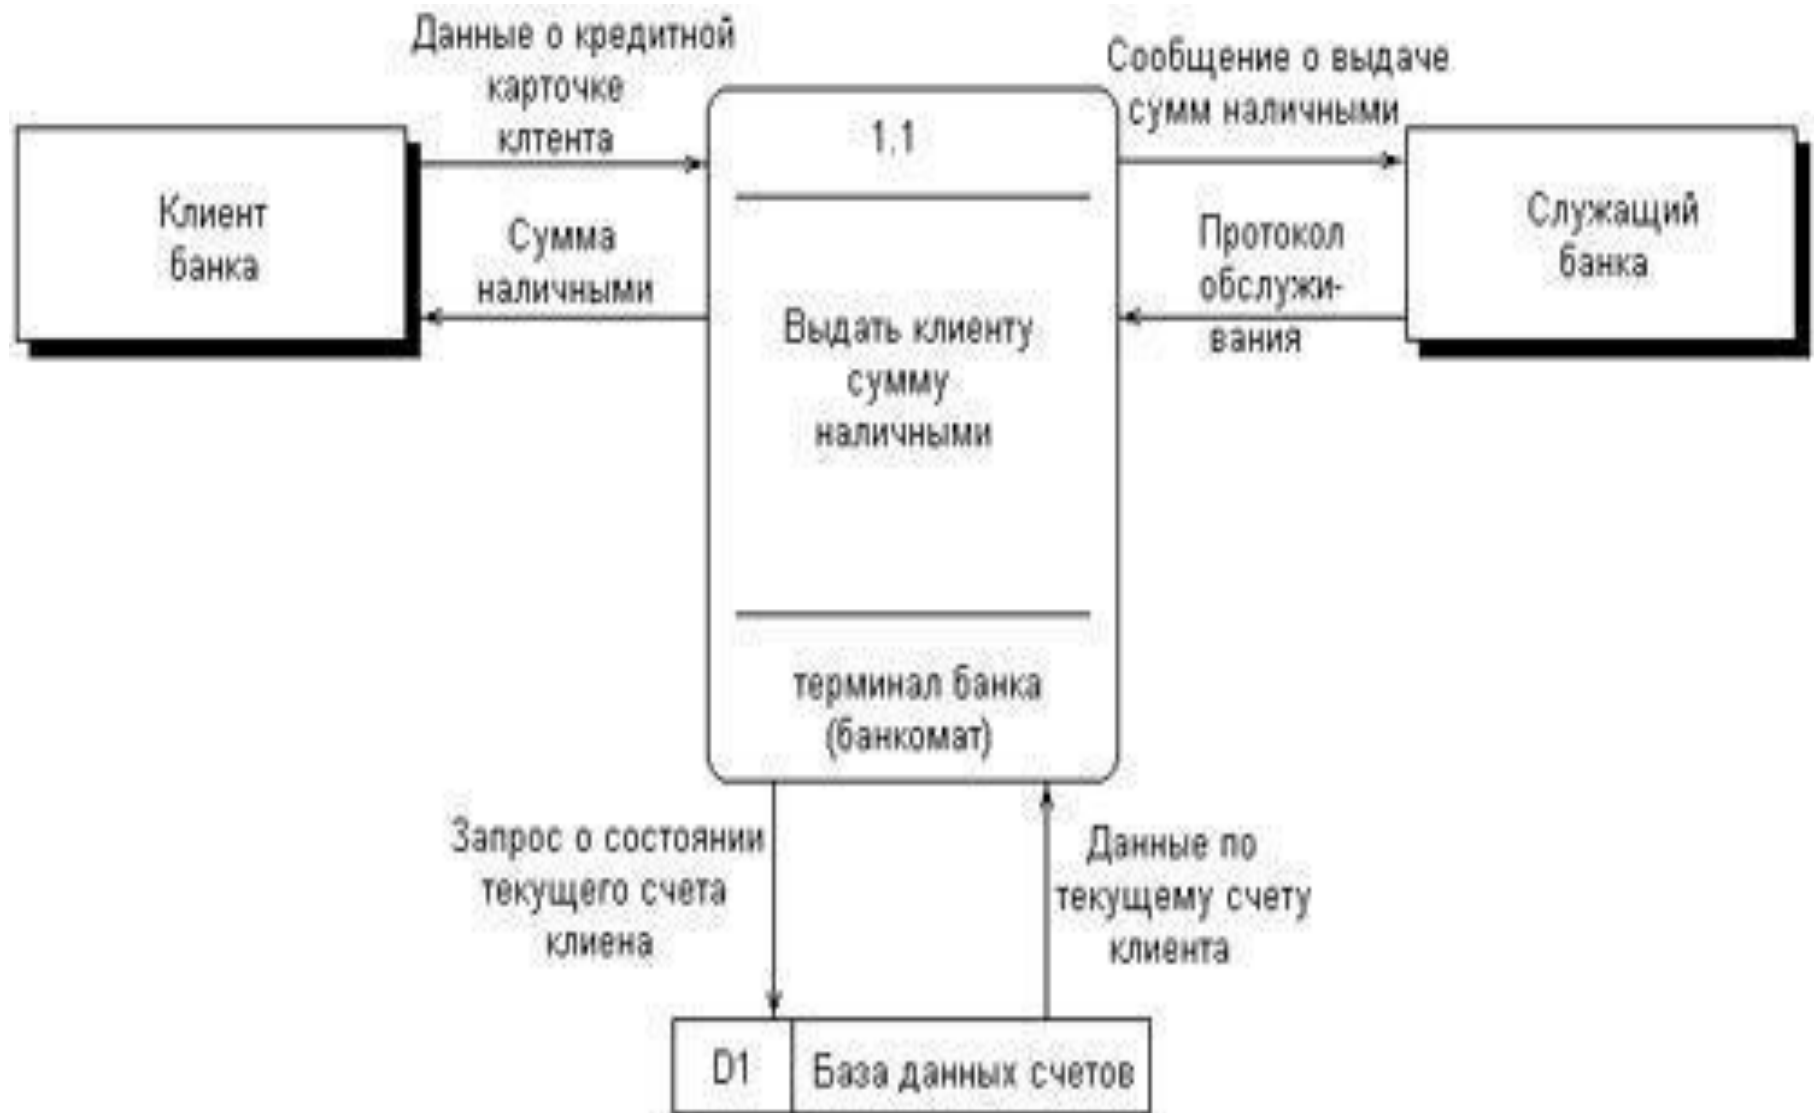 Данные о кредитной
карточке
клтента
Сообщение о выдаче
сумм наличными
1.1
Клиент
банка
Сумма
наличными
Выдать клиенту
сумму
наличными
Протокол
обслужи-
вания
Служащий
банка
терминал банка
(банкомат)
Запрос о состоянии
текущего счета
клиена
Данные по
текущему счету
клиента
D1
База данных счетов